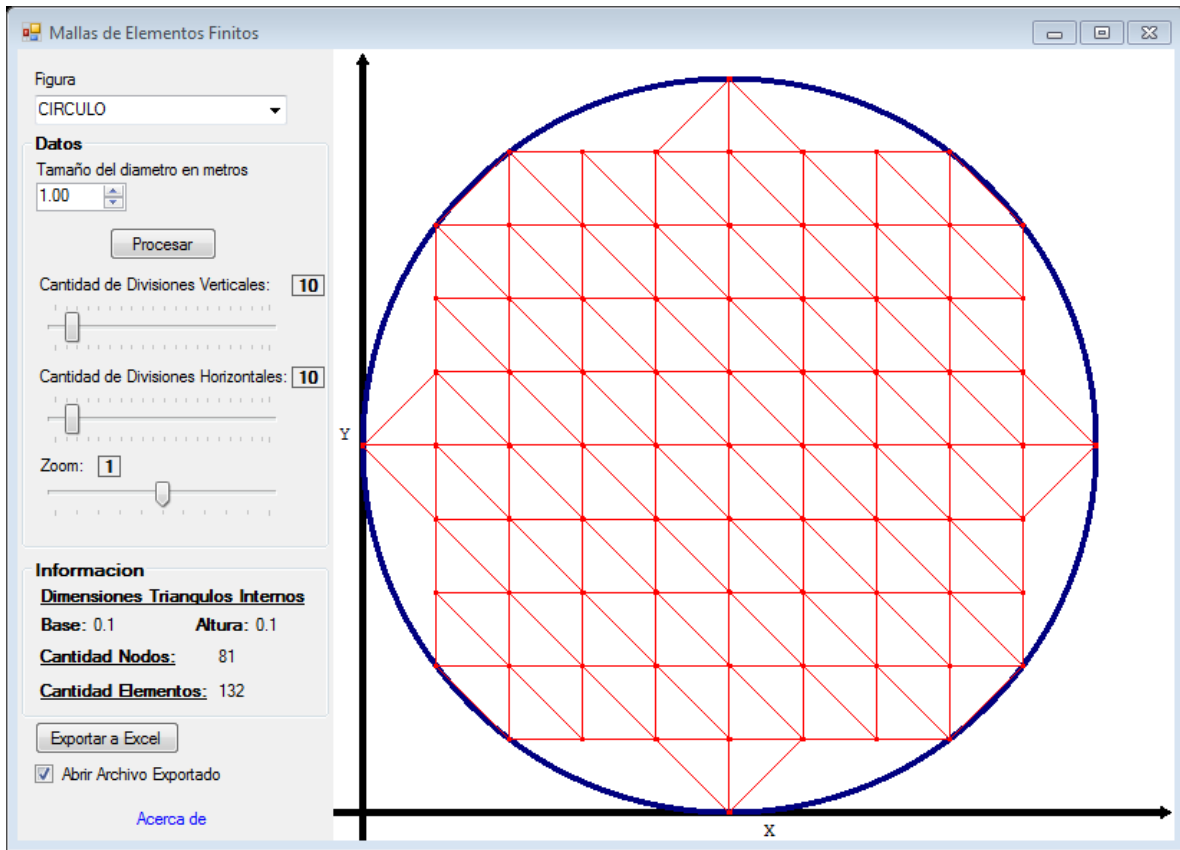 Mallas de Elementos Finitos
Figura
CIRCULO
Datos
Tamaño del diametro en metros
1.00
Procesar
Cantidad de Divisiones Verticales: 10
Cantidad de Divisiones Horizontales: 10
Zoom: 1
Informacion
Dimensiones Triangulos Internos
Base: 0.1 Altura: 0.1
Cantidad Nodos: 81
Cantidad Elementos: 132
Exportar a Excel
Abrir Archivo Exportado
Acerca de
Y
X